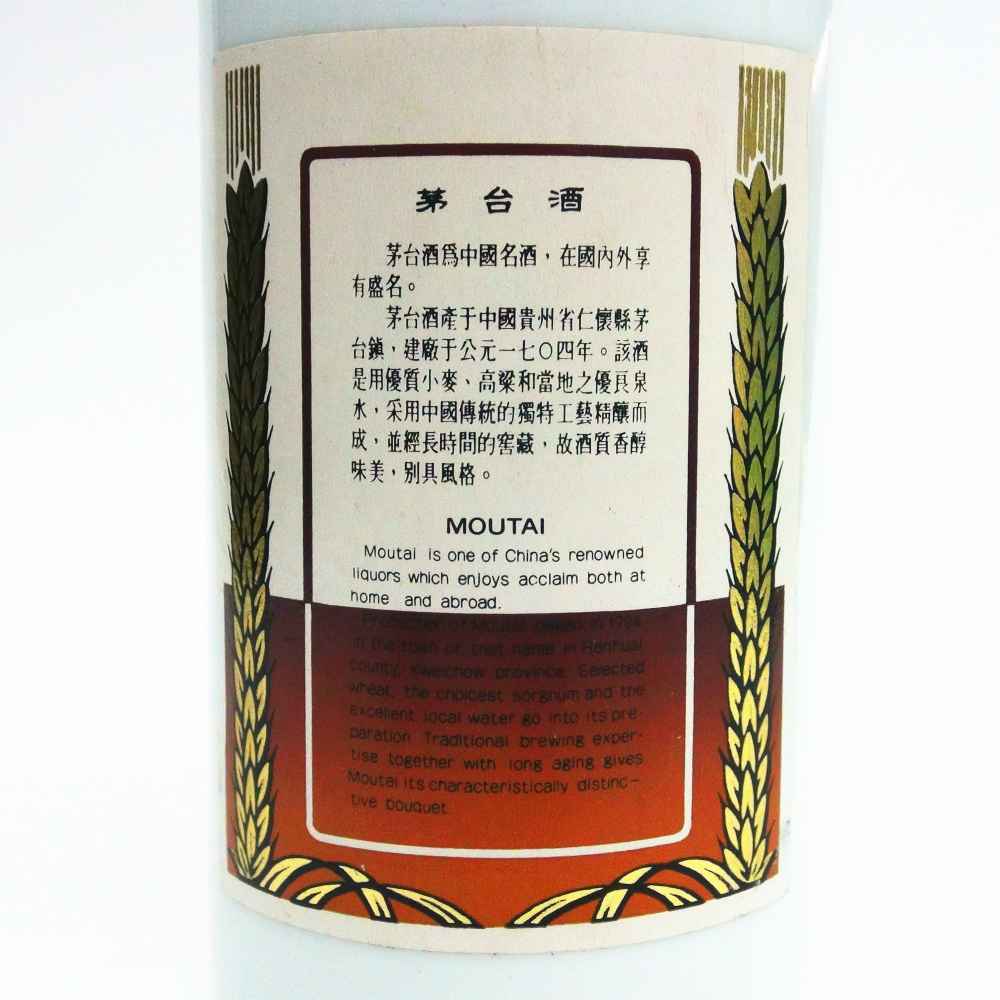 茅台酒
茅台酒爲中國名酒，在國內外享
有盛名。
茅台酒產于中國貴州省仁懷縣茅
台鎮，建廠于公元一七〇四年。該酒
是用優質小麥、高粱和當地之優良泉
水，采用中國傳統的獨特工藝精釀而
成，並經長時間的窖藏，故酒質香醇
味美，别具風格。
MOUTAI
Moutai is one of China's renowned
liquors which enjoys acclaim both at
home and abroad.
Production of Moutai began in 1704
in the town of that name in Renhuai
county, Kweichow province. Selected
wheat, the choicest sorghum and the
excellent local water go into its pre-
paration. Traditional brewing exper-
tise together with long aging gives
Moutai its characteristically distinc-
tive bouquet.